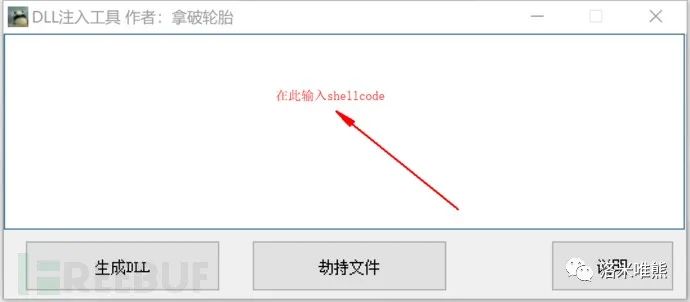 DLL注入工具 作者：拿破轮胎
在此输入shellcode
生成DLL
劫持文件
说明
FREEBUF
洛米唯熊